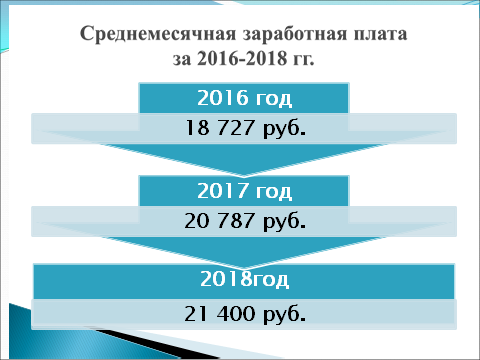 Среднемесячная заработная плата
за 2016-2018 гг.
2016 год
18 727 руб.
2017 год
20 787 руб.
2018год
21 400 руб.